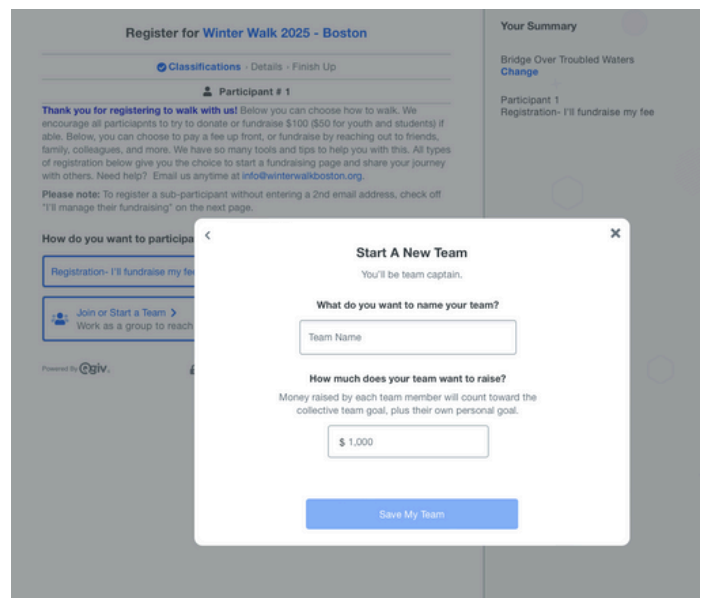 Register for Winter Walk 2025 - Boston
Classifications · Details · Finish Up
Participant # 1
Thank you for registering to walk with us! Below you can choose how to walk. We
encourage all particiapnts to try to donate or fundraise $100 ($50 for youth and students) if
able. Below, you can choose to pay a fee up front, or fundraise by reaching out to friends,
family, colleagues, and more. We have so many tools and tips to help you with this. All types
of registration below give you the choice to start a fundraising page and share your journey
with others. Need help? Email us anytime at info@winterwalkboston.org.
Please note: To register a sub-participant without entering a 2nd email address, check off
"I'll manage their fundraising" on the next page.
How do you want to participa
Registration- I'll fundraise my fe
Join or Start a Team
Work as a group to reach
Powered By Qgiv.
Your Summary
Bridge Over Troubled Waters
Change
Participant 1
Registration- I'll fundraise my fee
Start A New Team
You'll be team captain.
What do you want to name your team?
Team Name
How much does your team want to raise?
Money raised by each team member will count toward the
collective team goal, plus their own personal goal.
$ 1,000
Save My Team